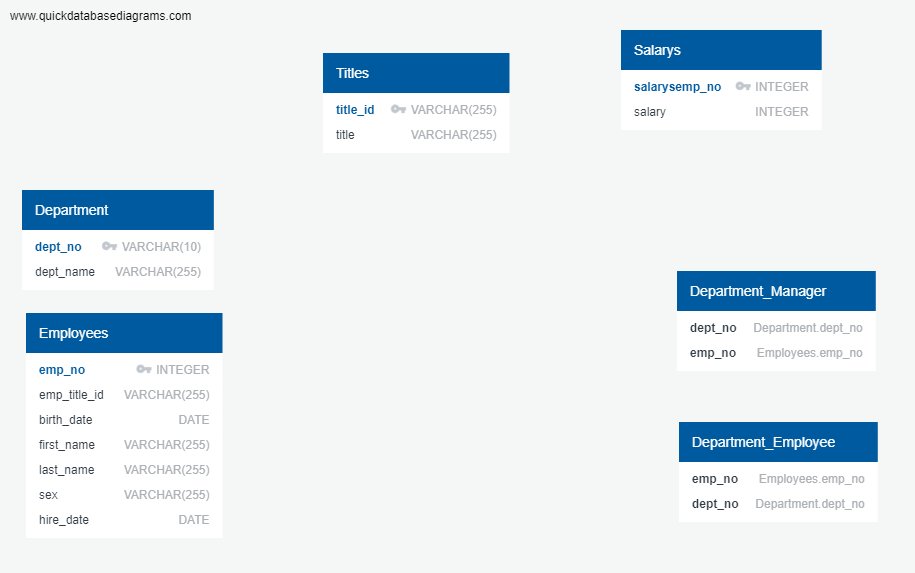 www.quickdatabasediagrams.com
Titles
title_id VARCHAR(255)
title VARCHAR(255)
Salarys
salarysemp_no INTEGER
salary INTEGER
Department
dept_no VARCHAR(10)
dept_name VARCHAR(255)
Employees
emp_no INTEGER
emp_title_id VARCHAR(255)
birth_date DATE
first_name VARCHAR(255)
last_name VARCHAR(255)
sex VARCHAR(255)
hire_date DATE
Department_Manager
dept_no Department.dept_no
emp_no Employees.emp_no
Department_Employee
emp_no Employees.emp_no
dept_no Department.dept_no